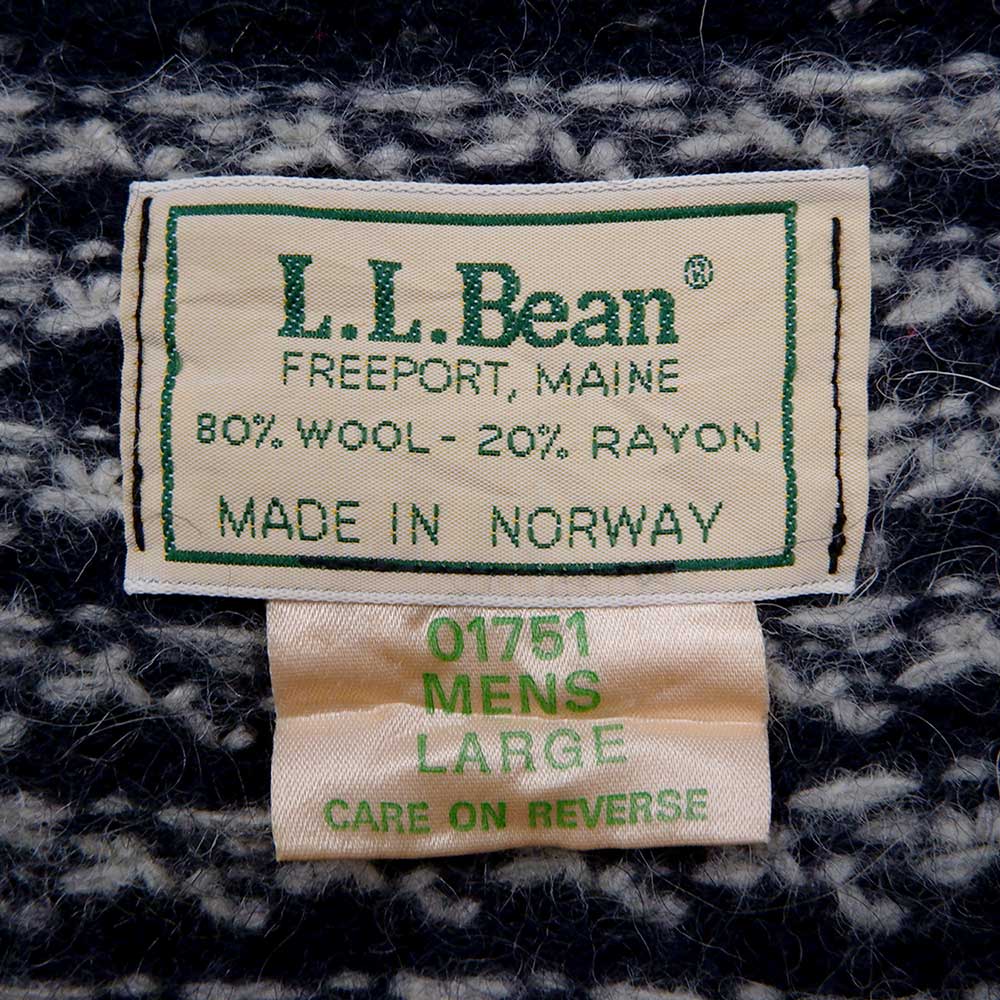 L.L.Bean®
FREEPORT, MAINE
80% WOOL - 20% RAYON
MADE IN NORWAY
01751
MENS
LARGE
CARE ON REVERSE